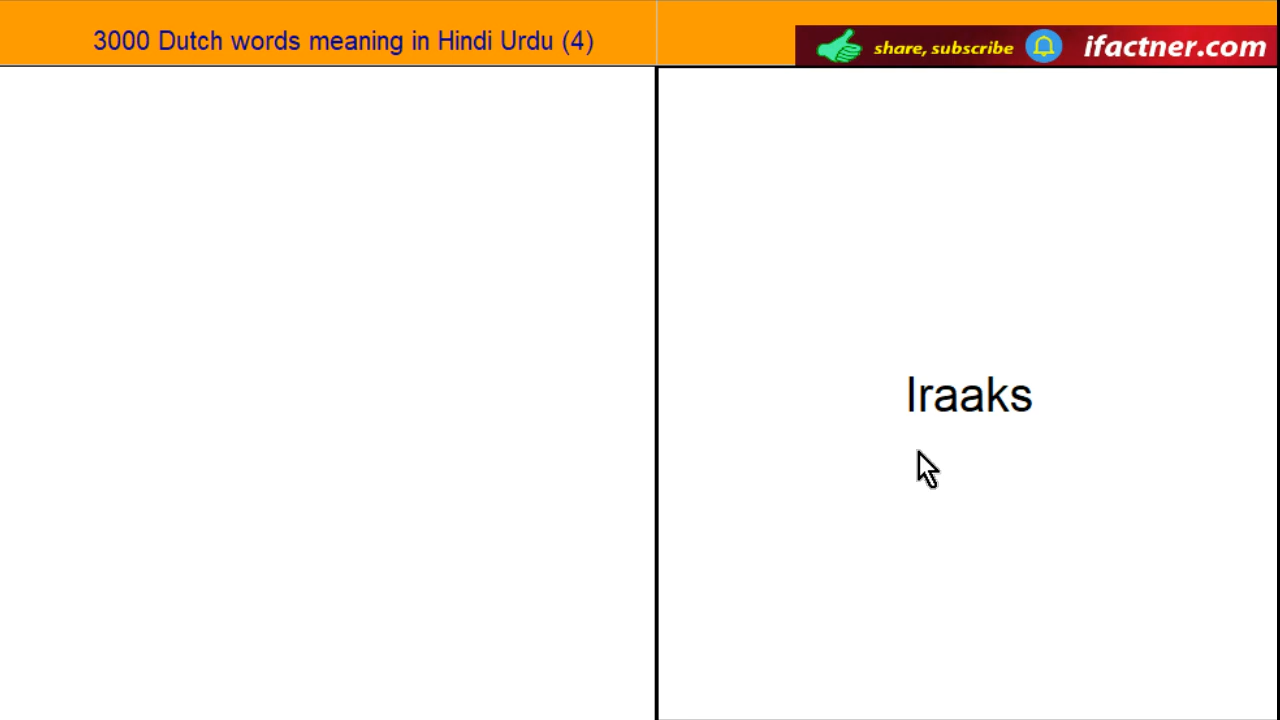 3000 Dutch words meaning in Hindi Urdu (4)
share, subscribe
ifactner.com
Iraaks